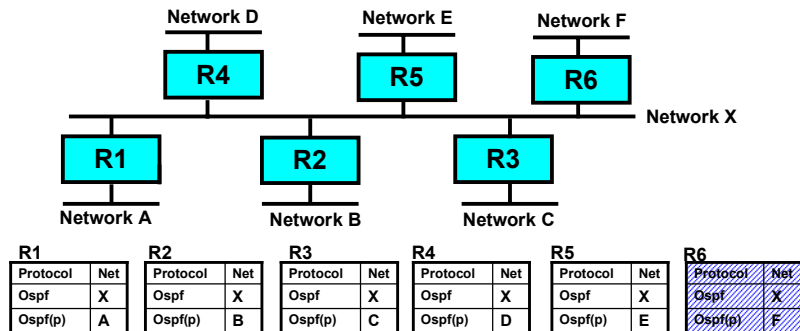 Network D Network E Network F
R4 R5 R6
Network X
R1 R2 R3
Network A Network B Network C
R1 R2 R3 R4 R5 R6
Protocol Net Protocol Net Protocol Net Protocol Net Protocol Net Protocol Net
Ospf X Ospf X Ospf X Ospf X Ospf X Ospf X
Ospf(p) A Ospf(p) B Ospf(p) C Ospf(p) D Ospf(p) E Ospf(p) F